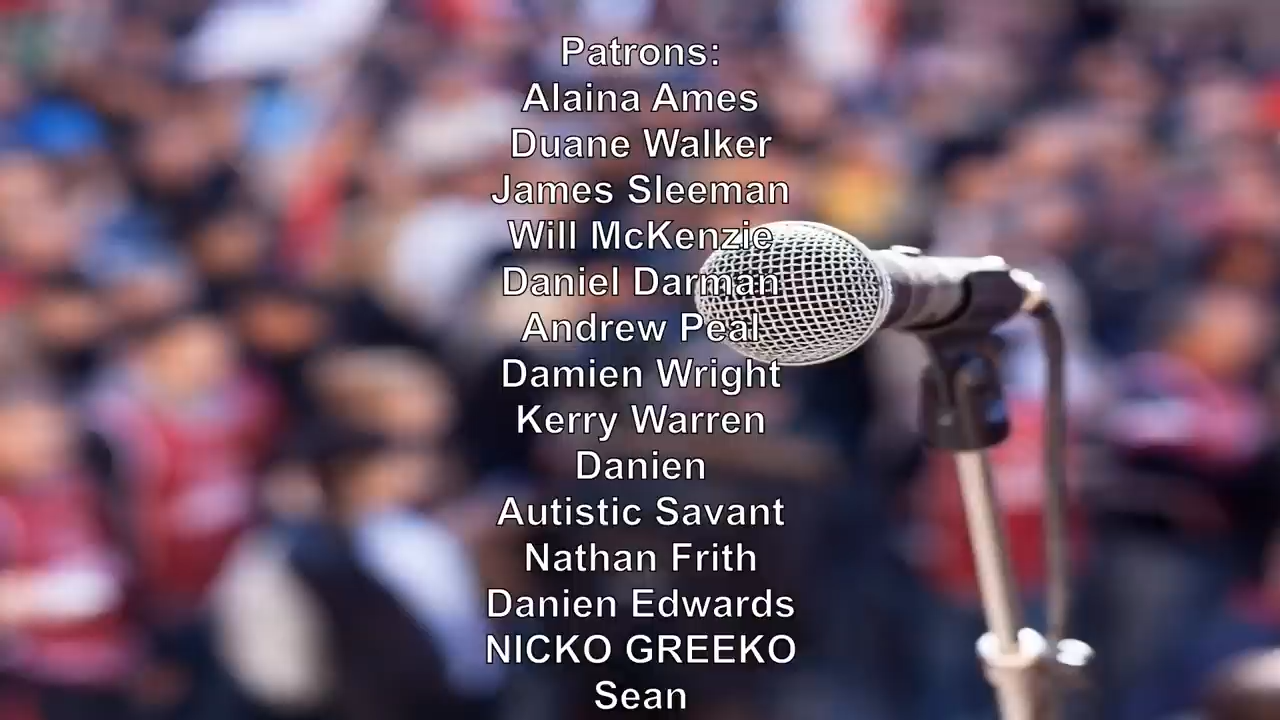 Patrons:
Alaina Ames
Duane Walker
James Sleeman
Will McKenzie
Daniel Darman
Andrew Peal
Damien Wright
Kerry Warren
Danien
Autistic Savant
Nathan Frith
Danien Edwards
NICKO GREEKO
Sean